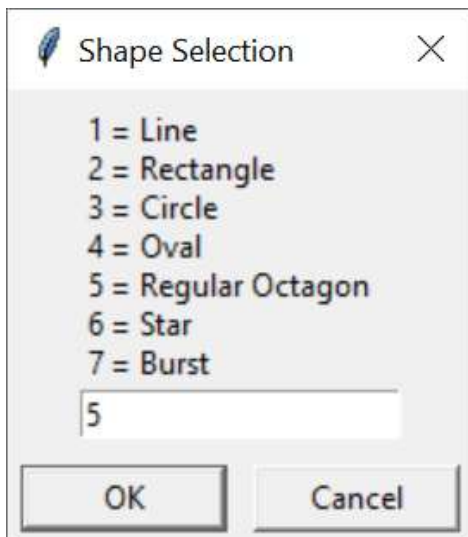 Shape Selection
1 = Line
2 = Rectangle
3 = Circle
4 = Oval
5 = Regular Octagon
6 = Star
7 = Burst
5
OK Cancel